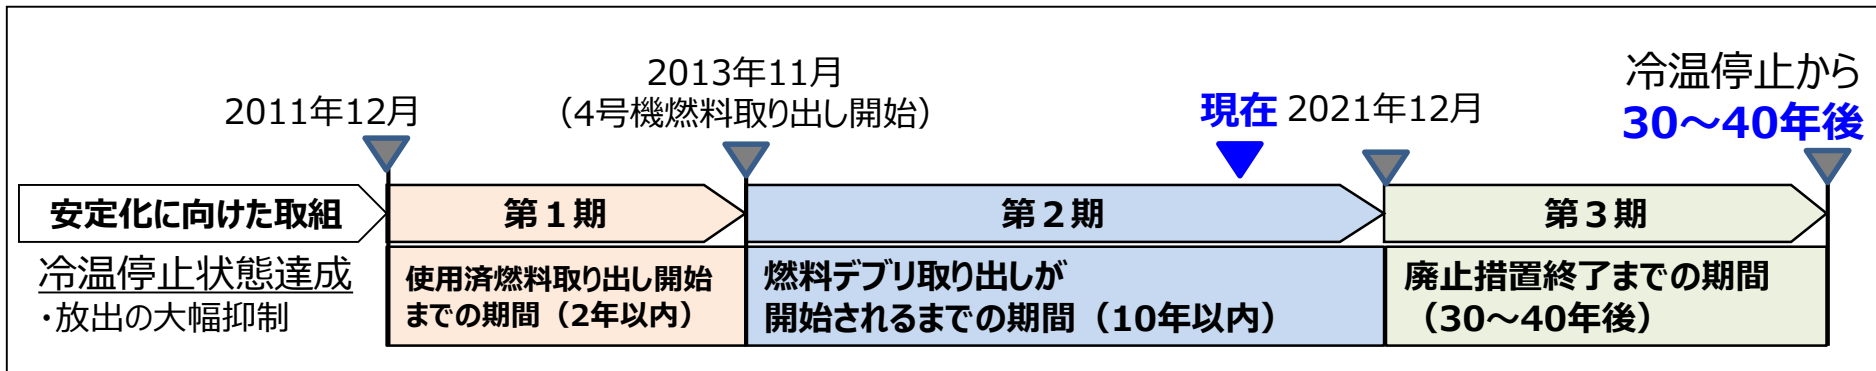 2011年12月
2013年11月
（4号機燃料取り出し開始）
現在
2021年12月
冷温停止から
30～40年後
安定化に向けた取組
第１期
第２期
第３期
冷温停止状態達成
・放出の大幅抑制
使用済燃料取り出し開始
までの期間（2年以内）
燃料デブリ取り出しが
開始されるまでの期間（10年以内）
廃止措置終了までの期間
（30～40年後）